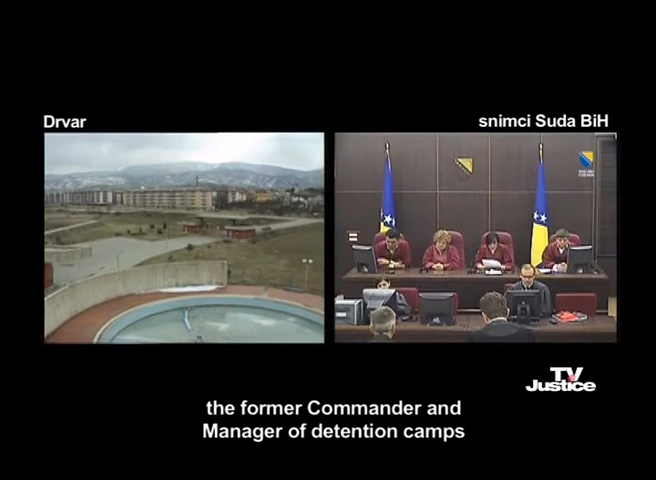 Drvar
snimci Suda BiH
TV
Justice
the former Commander and
Manager of detention camps